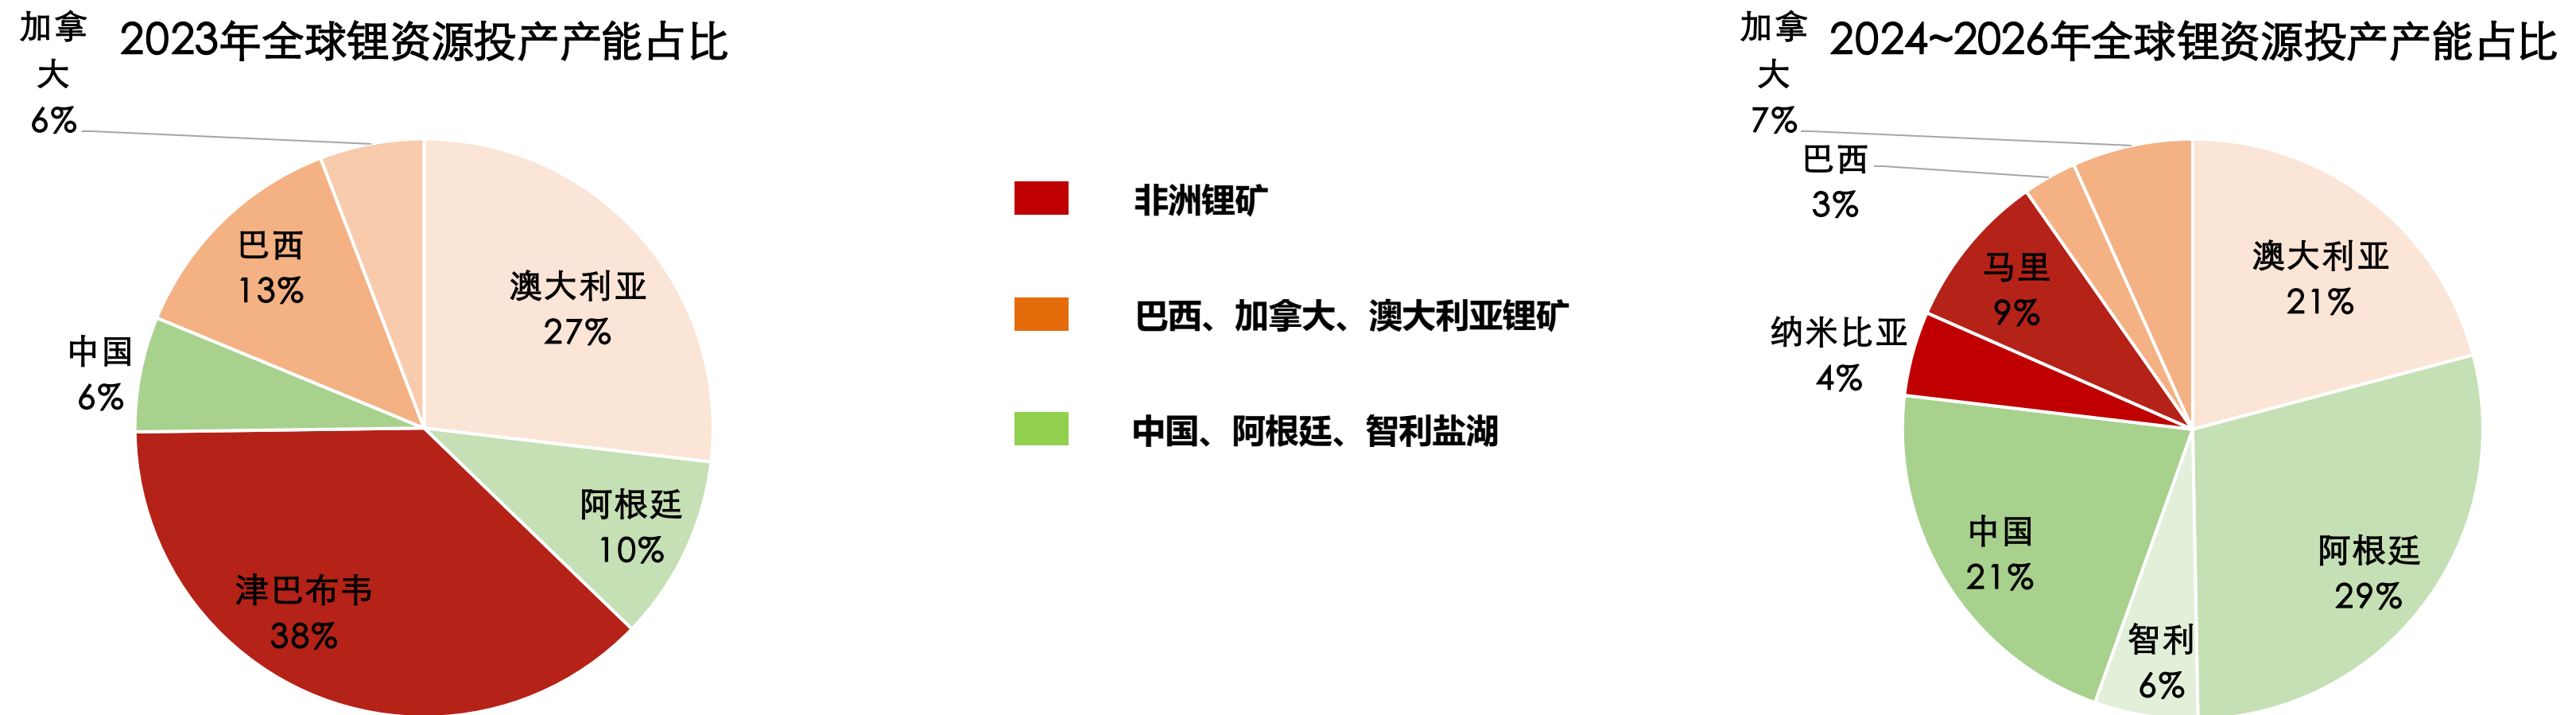 2023年全球锂资源投产产能占比
加拿
大
6%
巴西
13%
澳大利亚
27%
中国
6%
阿根廷
10%
津巴布韦
38%
非洲锂矿
巴西、加拿大、澳大利亚锂矿
中国、阿根廷、智利盐湖
2024~2026年全球锂资源投产产能占比
加拿
大
7%
巴西
3%
马里
9%
澳大利亚
21%
纳米比亚
4%
中国
21%
阿根廷
29%
智利
6%